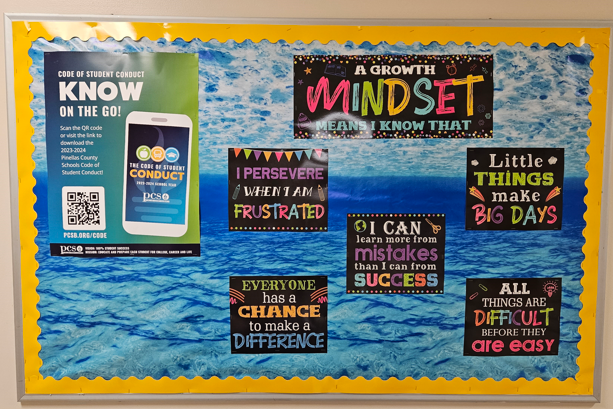 CODE OF STUDENT CONDUCT
KNOW
ON THE GO!
Scan the QR code
or visit the link to
download the
2023-2024
Pinellas County
Schools Code of
Student Conduct!
THE CODE OF STUDENT
CONDUCT
2023-2024 SCHOOL YEAR
pcs
PCSB.ORG/CODE
pcs
VISION: 100% STUDENT SUCCESS
MISSION: EDUCATE AND PREPARE EACH STUDENT FOR COLLEGE, CAREER AND LIFE
A GROWTH
MINDSET
MEANS I KNOW THAT
I PERSEVERE
WHEN I AM
FRUSTRATED
Little
THINGS
make
BIG DAYS
I CAN
learn more from
mistakes
than I can from
SUCCESS
EVERYONE
has a
CHANCE
to make a
DIFFERENCE
ALL
THINGS ARE
DIFFICULT
BEFORE THEY
are easy